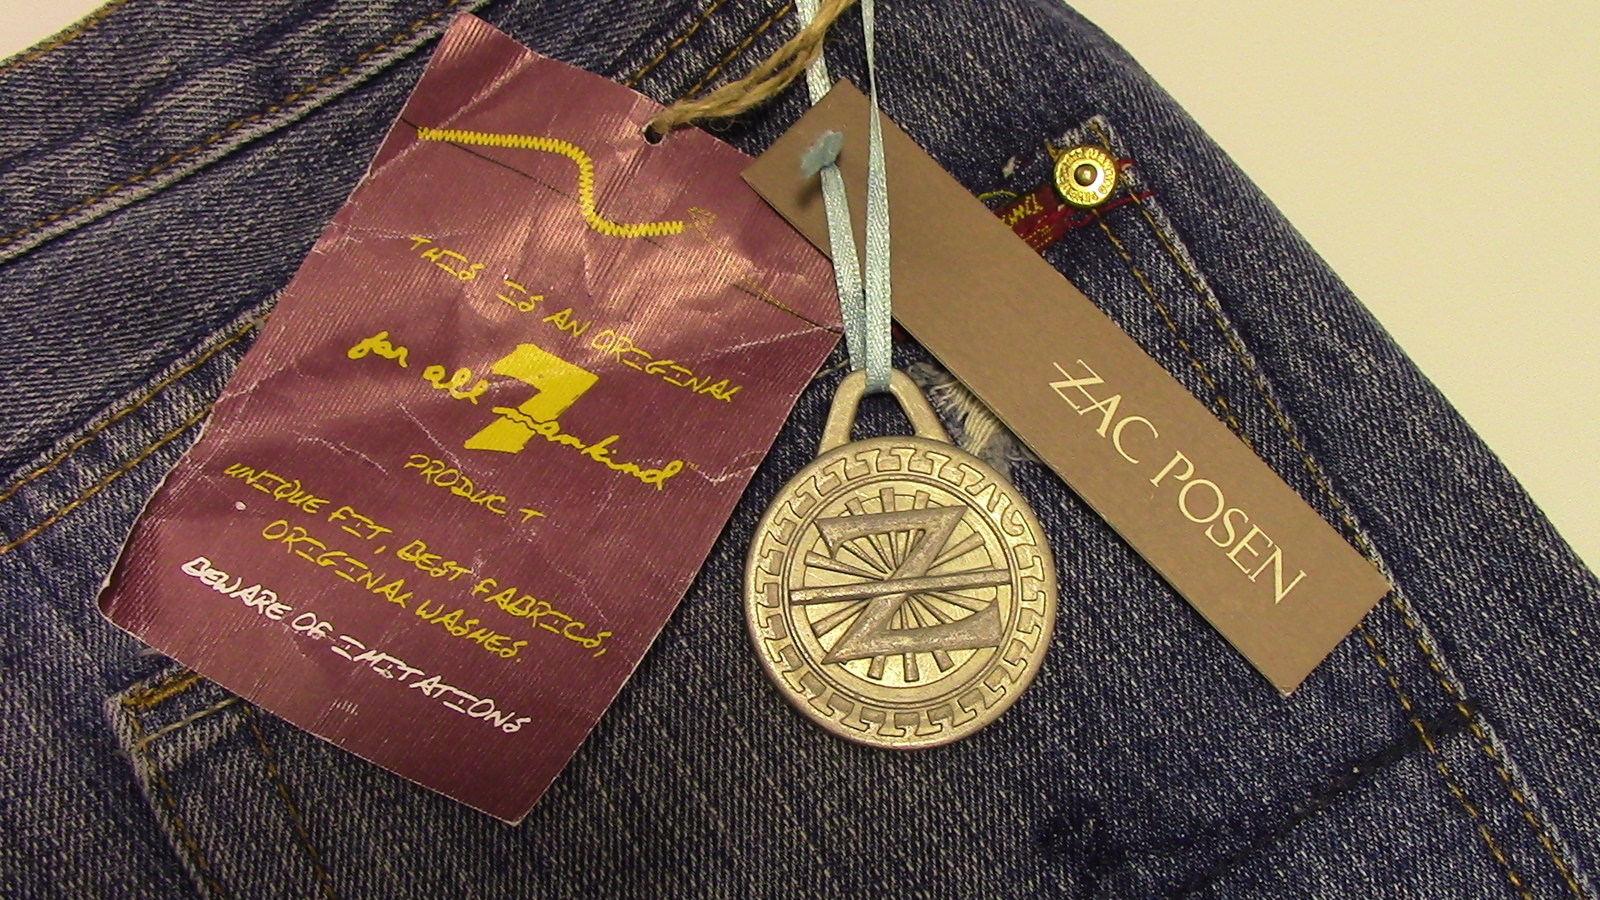 THIS IS AN ORIGINAL
for all 7 mankind™
PRODUCT
UNIQUE FIT, BEST FABRICS,
ORIGINAL WASHES.
BEWARE OF IMITATIONS
ZAC POSEN
Z